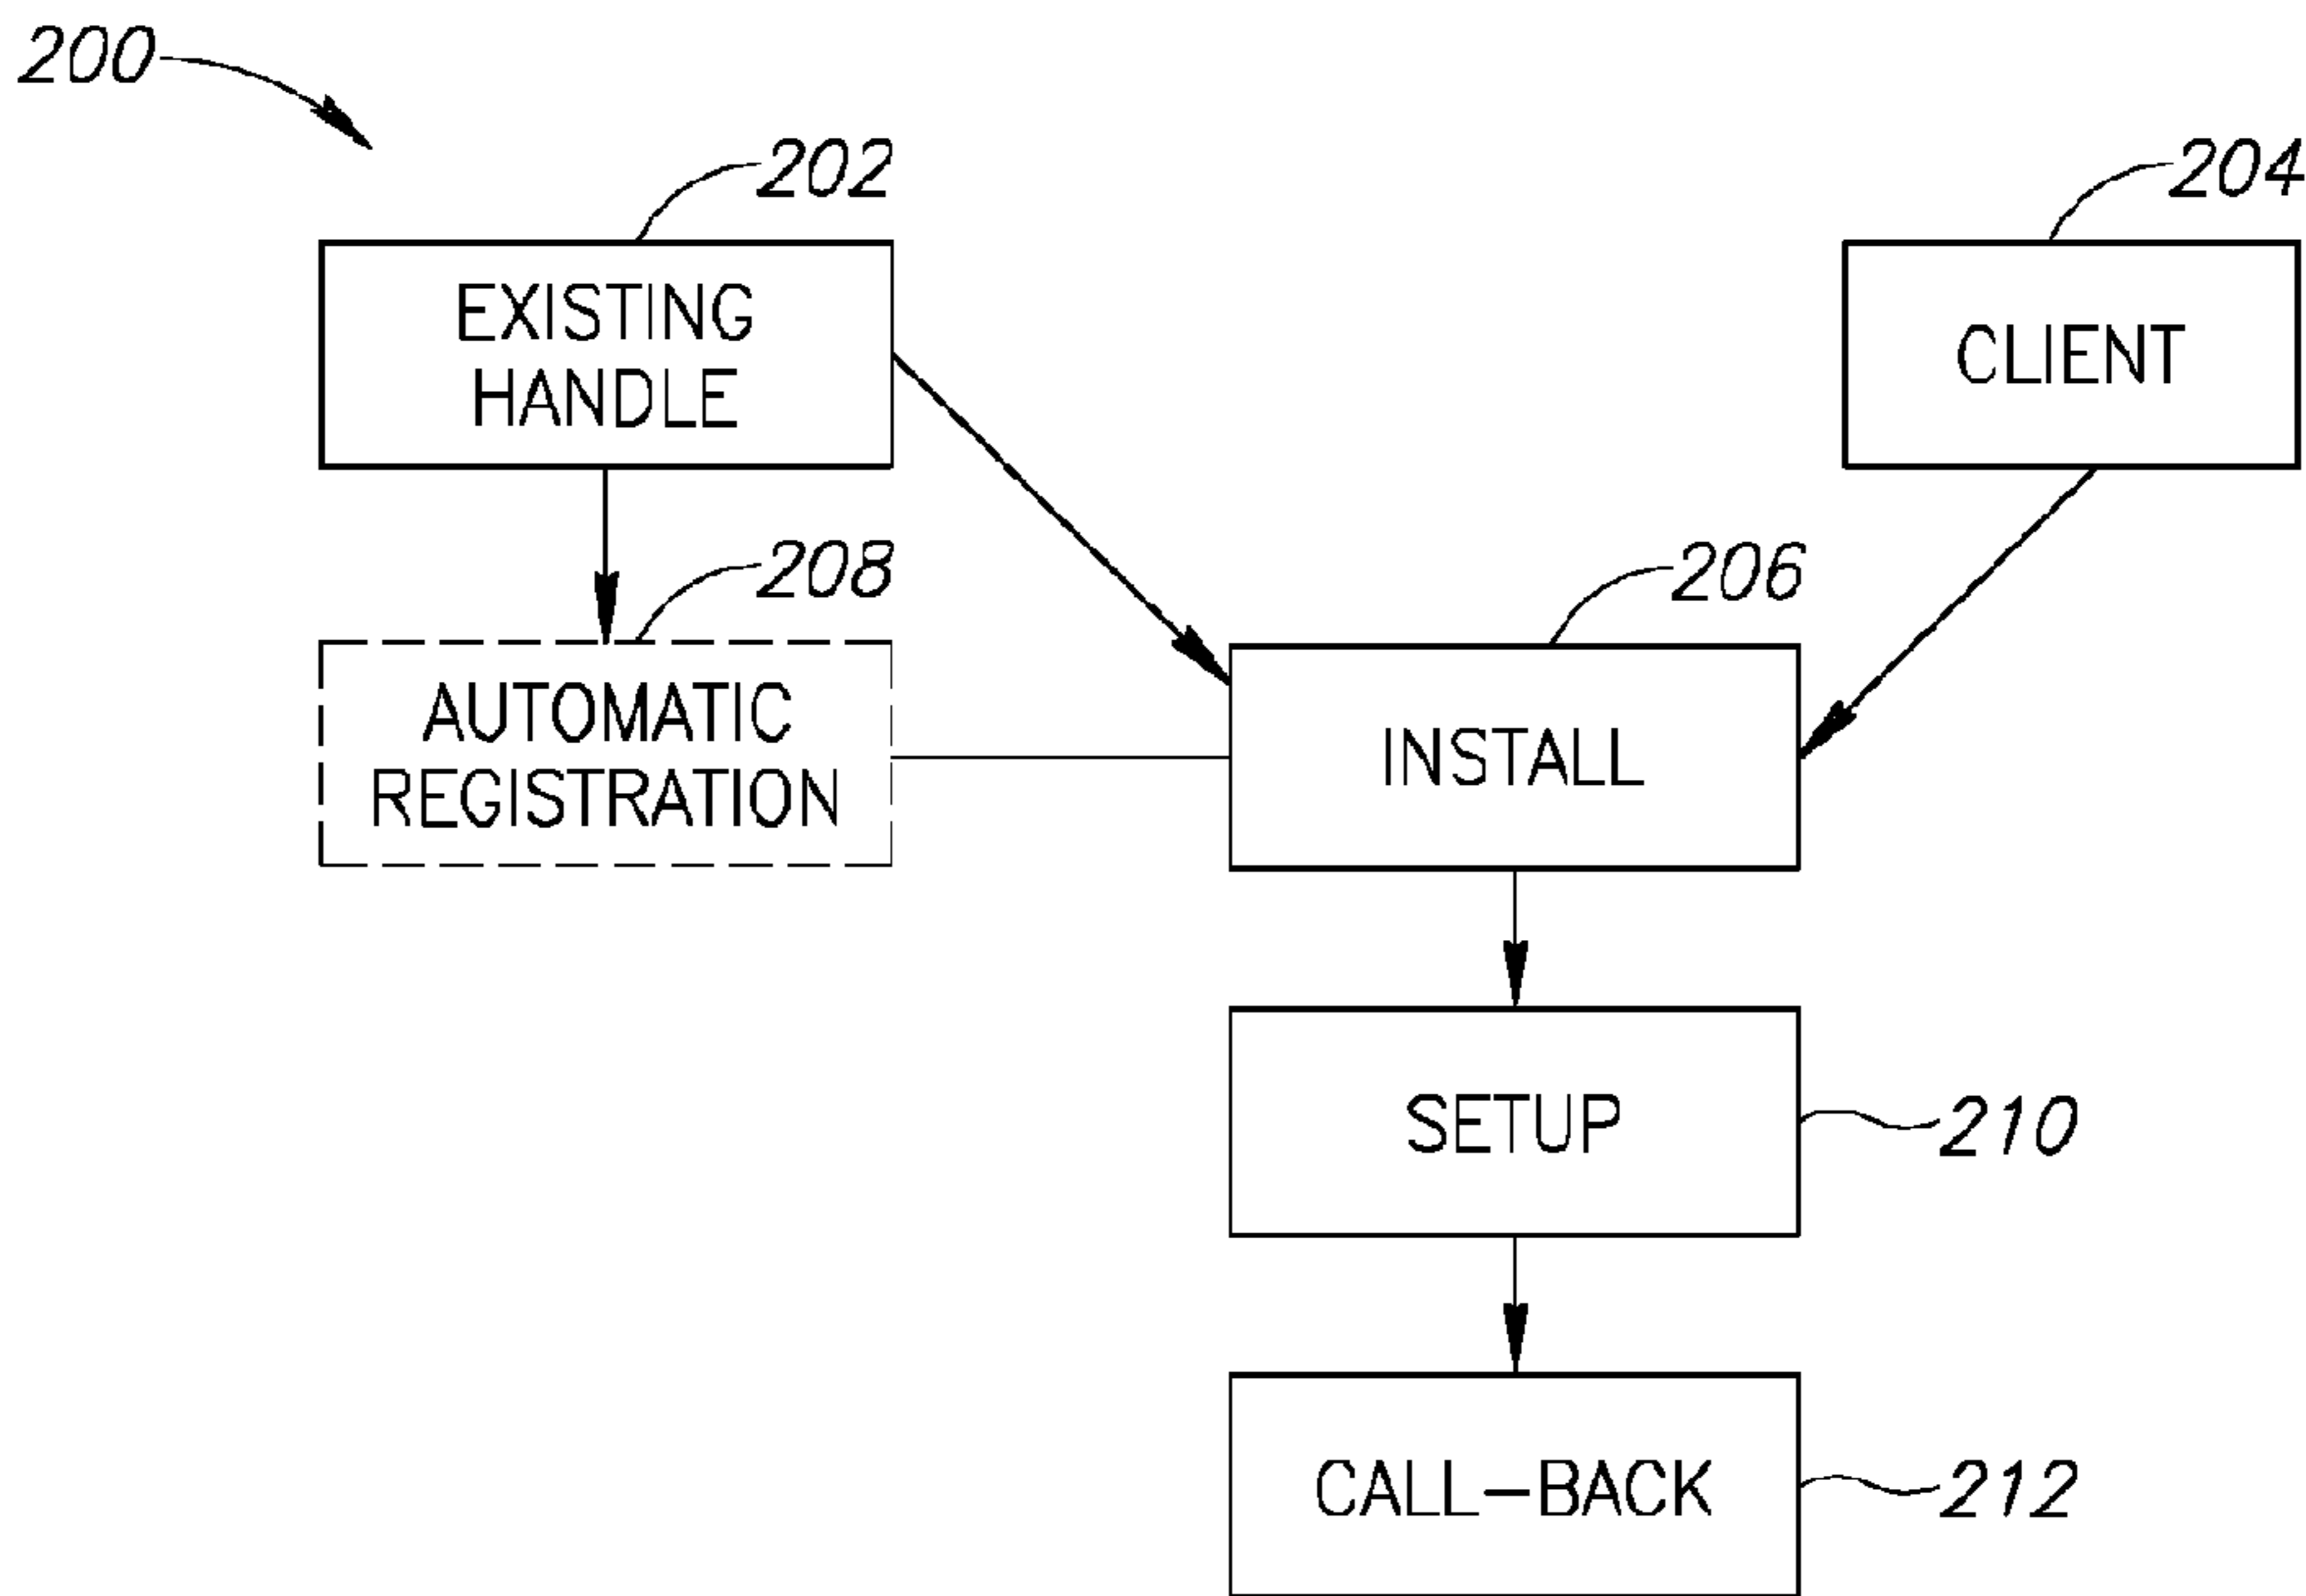 200
202
204
EXISTING
HANDLE
CLIENT
208
206
AUTOMATIC
REGISTRATION
INSTALL
SETUP
210
CALL-BACK
212